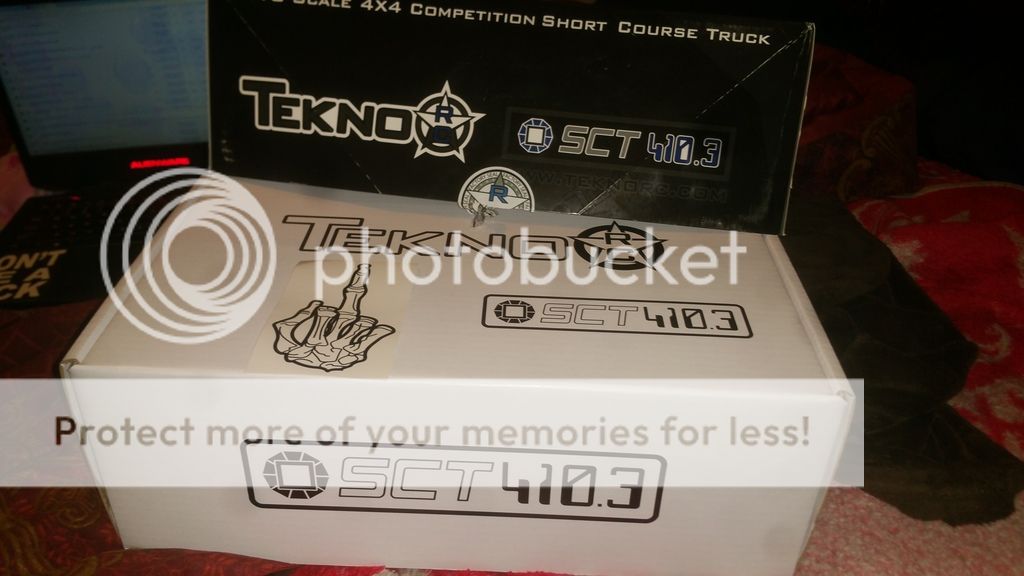 SCALE 4X4 COMPETITION SHORT COURSE TRUCK
TEKNO RC
SCT 410.3
R
WWW.TEKNORC.COM
ALIENWARE
TEKNO R
photobucket
SCT 410.3
Protect more of your memories for less!
SCT 410.3